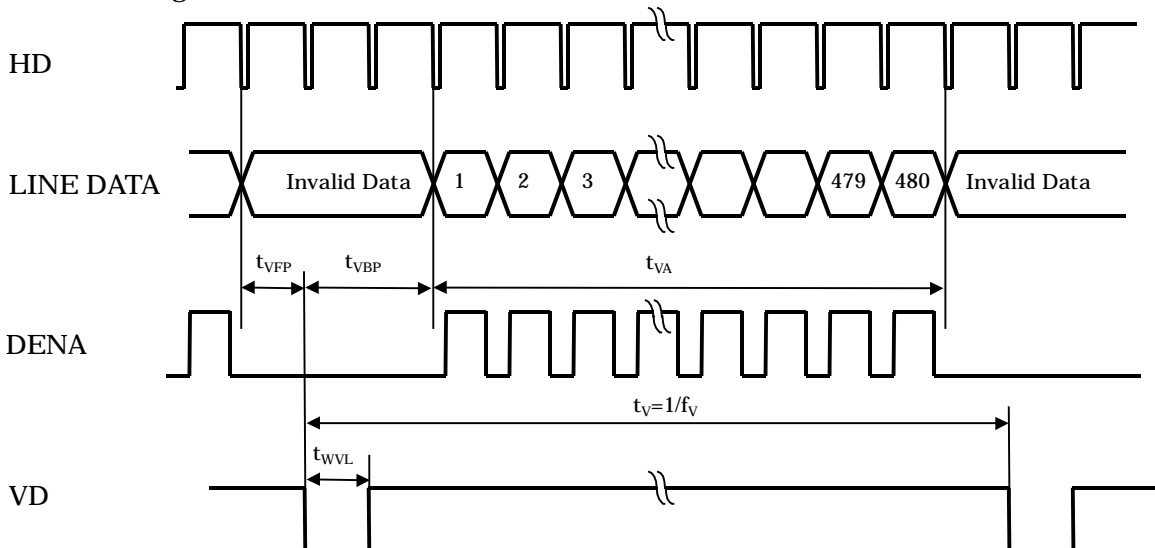 HD
LINE DATA
Invalid Data 1 2 3 479 480 Invalid Data
tVFP tVBP tVA
DENA
tV=1/fV
tWVL
VD